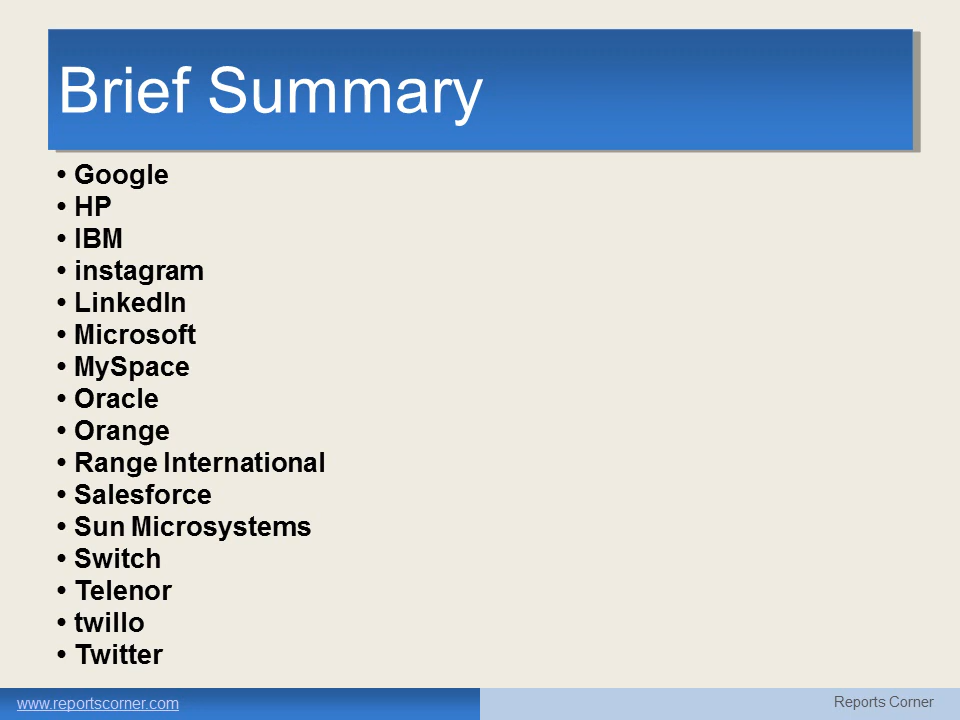 Brief Summary
• Google
• HP
• IBM
• instagram
• LinkedIn
• Microsoft
• MySpace
• Oracle
• Orange
• Range International
• Salesforce
• Sun Microsystems
• Switch
• Telenor
• twillo
• Twitter
www.reportscorner.com
Reports Corner